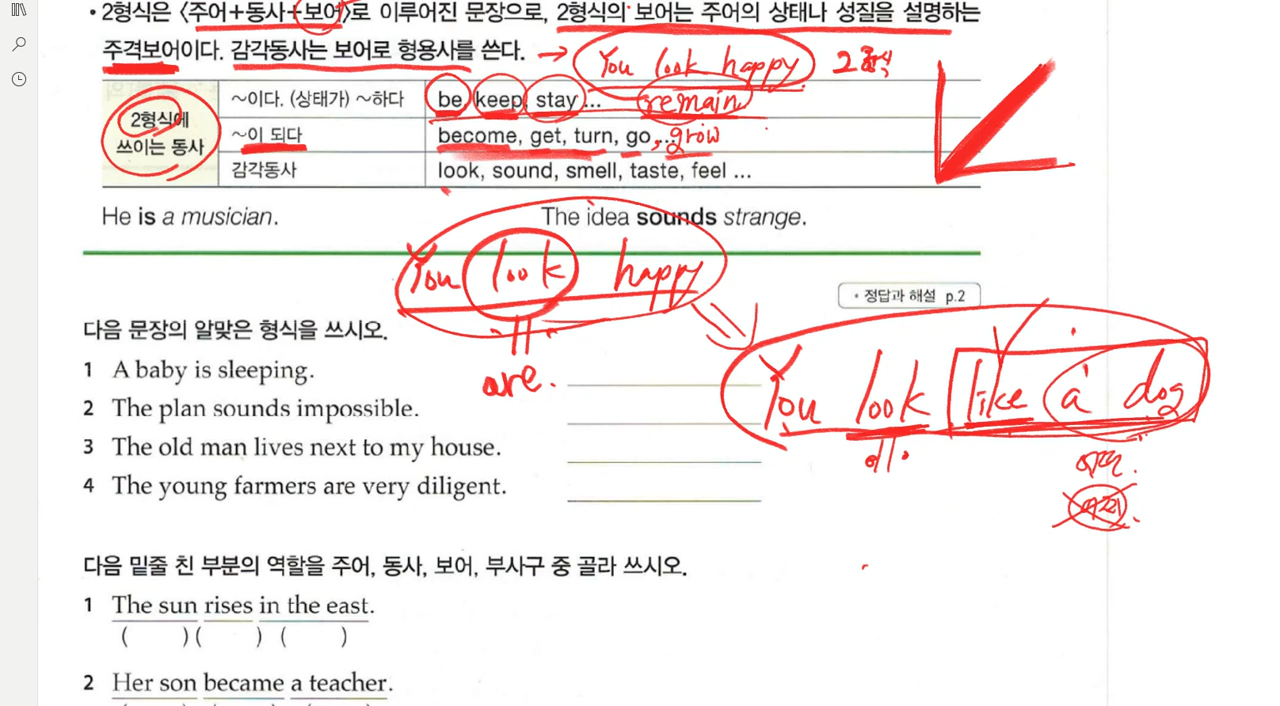 • 2형식은 〈주어+동사+보어〉로 이루어진 문장으로, 2형식의 보어는 주어의 상태나 성질을 설명하는
주격보어이다. 감각동사는 보어로 형용사를 쓴다. → You look happy 2형식
2형식에 쓰이는 동사
~이다. (상태가) ~하다 be, keep, stay ... remain
~이 되다 become, get, turn, go, ... grow
감각동사 look, sound, smell, taste, feel ...
He is a musician. The idea sounds strange.
You look happy
are.
• 정답과 해설 p.2
You look like a dog
다음 문장의 알맞은 형식을 쓰시오.
1 A baby is sleeping.
2 The plan sounds impossible.
3 The old man lives next to my house.
4 The young farmers are very diligent.
다음 밑줄 친 부분의 역할을 주어, 동사, 보어, 부사구 중 골라 쓰시오.
1 The sun rises in the east.
( ) ( ) ( )
2 Her son became a teacher.